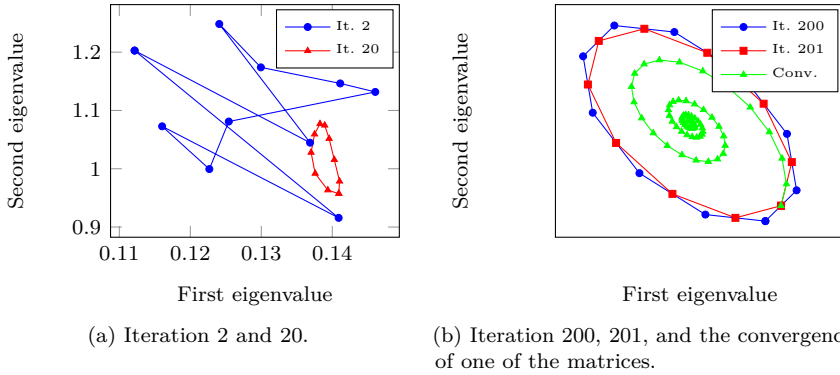 It. 2
It. 20
1.2
1.1
1
0.9
0.11
0.12
0.13
0.14
Second eigenvalue
First eigenvalue
(a) Iteration 2 and 20.
It. 200
It. 201
Conv.
Second eigenvalue
First eigenvalue
(b) Iteration 200, 201, and the convergenc
of one of the matrices.